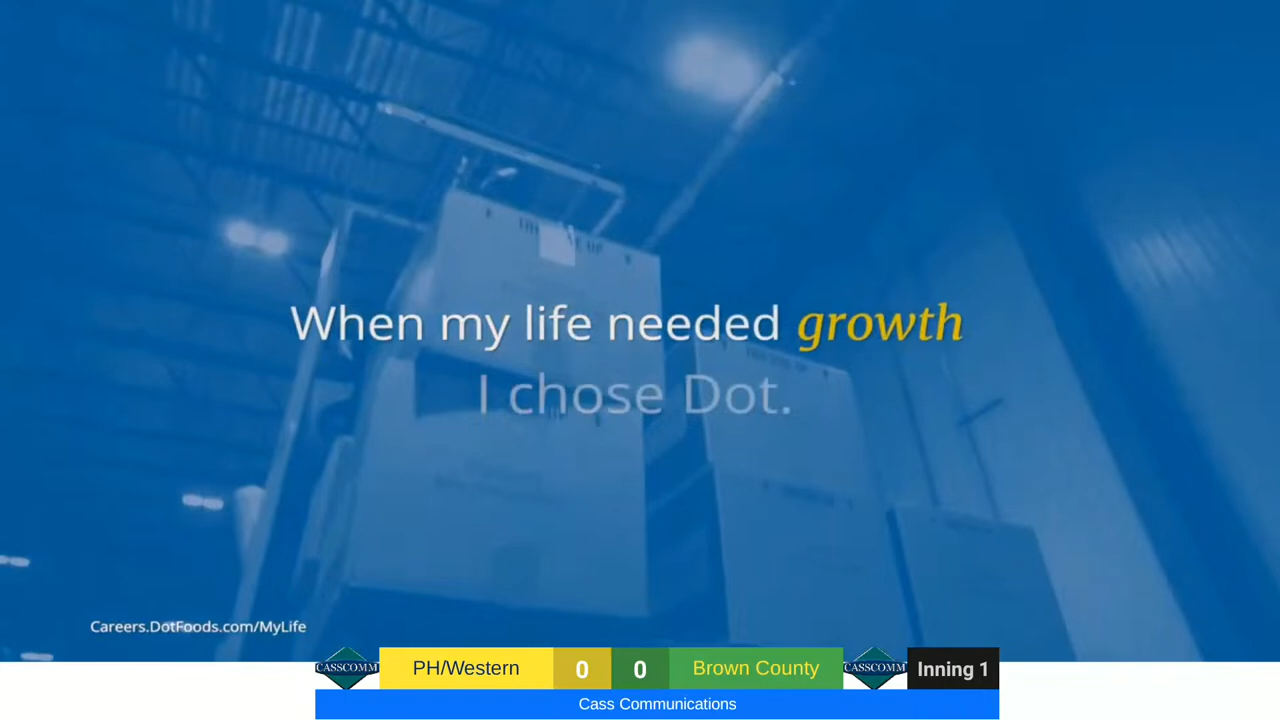 When my life needed growth
I chose Dot.
Careers.DotFoods.com/MyLife
CASSCOMM PH/Western 0 0 Brown County CASSCOMM Inning 1
Cass Communications